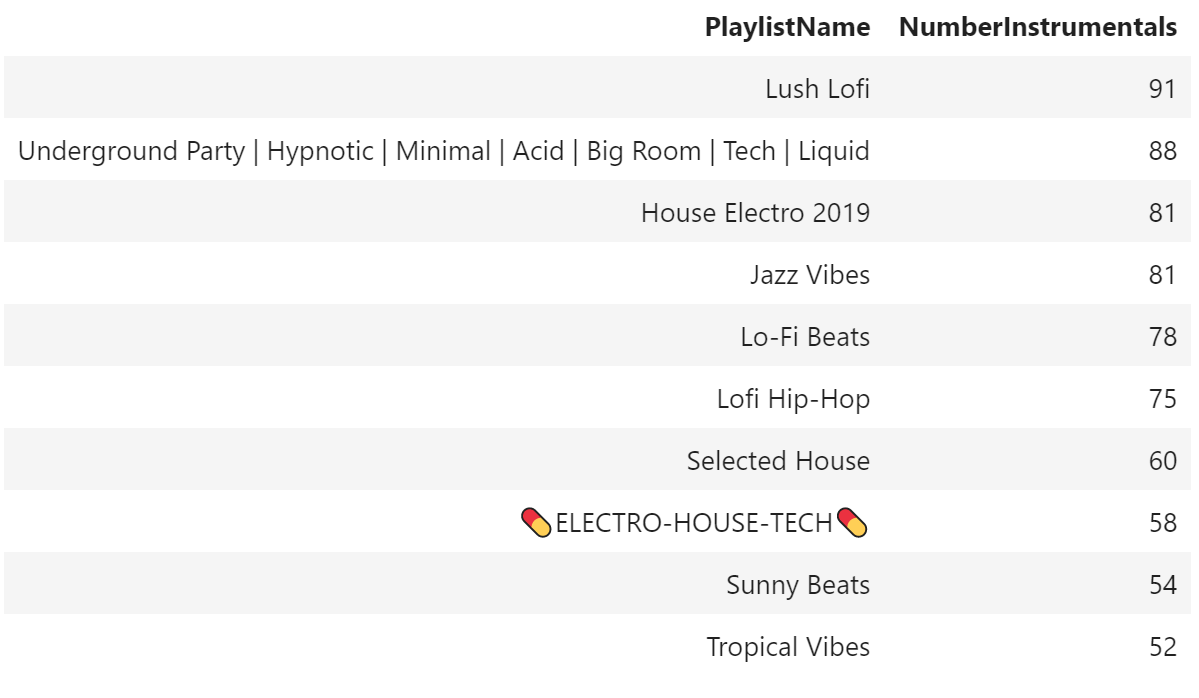 PlaylistName NumberInstrumentals
Lush Lofi 91
Underground Party | Hypnotic | Minimal | Acid | Big Room | Tech | Liquid 88
House Electro 2019 81
Jazz Vibes 81
Lo-Fi Beats 78
Lofi Hip-Hop 75
Selected House 60
💊ELECTRO-HOUSE-TECH💊 58
Sunny Beats 54
Tropical Vibes 52